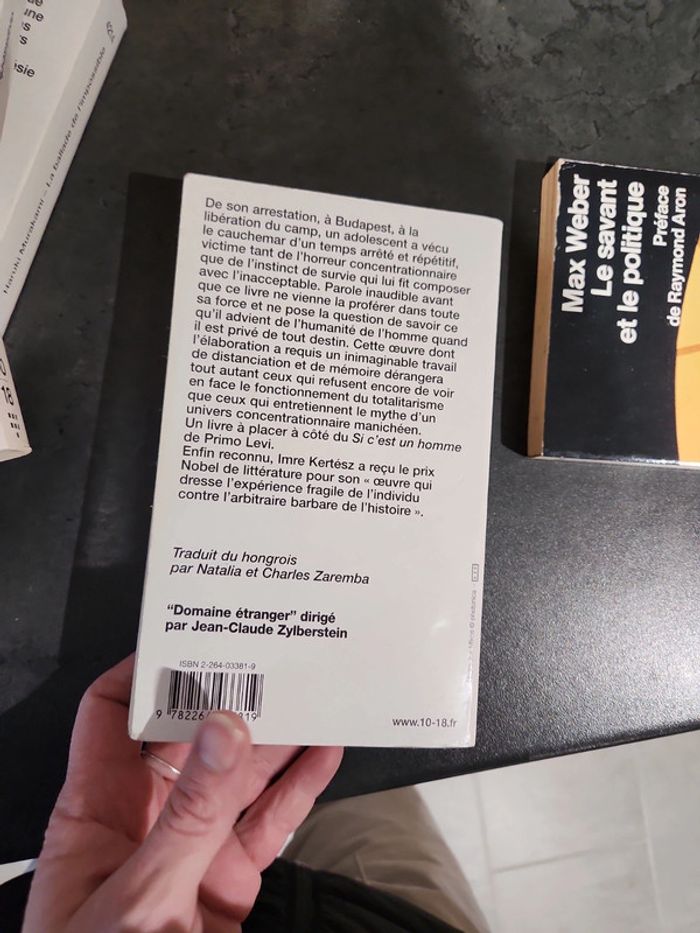 De son arrestation, à Budapest, à la
libération du camp, un adolescent a vécu
le cauchemar d'un temps arrêté et répétitif,
victime tant de l'horreur concentrationnaire
que de l'instinct de survie qui lui fit composer
avec l'inacceptable. Parole inaudible avant
que ce livre ne vienne la proférer dans toute
sa force et ne pose la question de savoir ce
qu'il advient de l'humanité de l'homme quand
il est privé de tout destin. Cette œuvre dont
l'élaboration a requis un inimaginable travail
de distanciation et de mémoire dérangera
tout autant ceux qui refusent encore de voir
en face le fonctionnement du totalitarisme
que ceux qui entretiennent le mythe d'un
univers concentrationnaire manichéen.
Un livre à placer à côté du Si c'est un homme
de Primo Levi.
Enfin reconnu, Imre Kertész a reçu le prix
Nobel de littérature pour son « œuvre qui
dresse l'expérience fragile de l'individu
contre l'arbitraire barbare de l'histoire ».
Traduit du hongrois
par Natalia et Charles Zaremba
"Domaine étranger" dirigé
par Jean-Claude Zylberstein
ISBN 2-264-03381-9
www.10-18.fr
Max Weber
Le savant
et le politique
Préface
de Raymond Aron
Haruki Murakami – La ballade de l'impossible
18